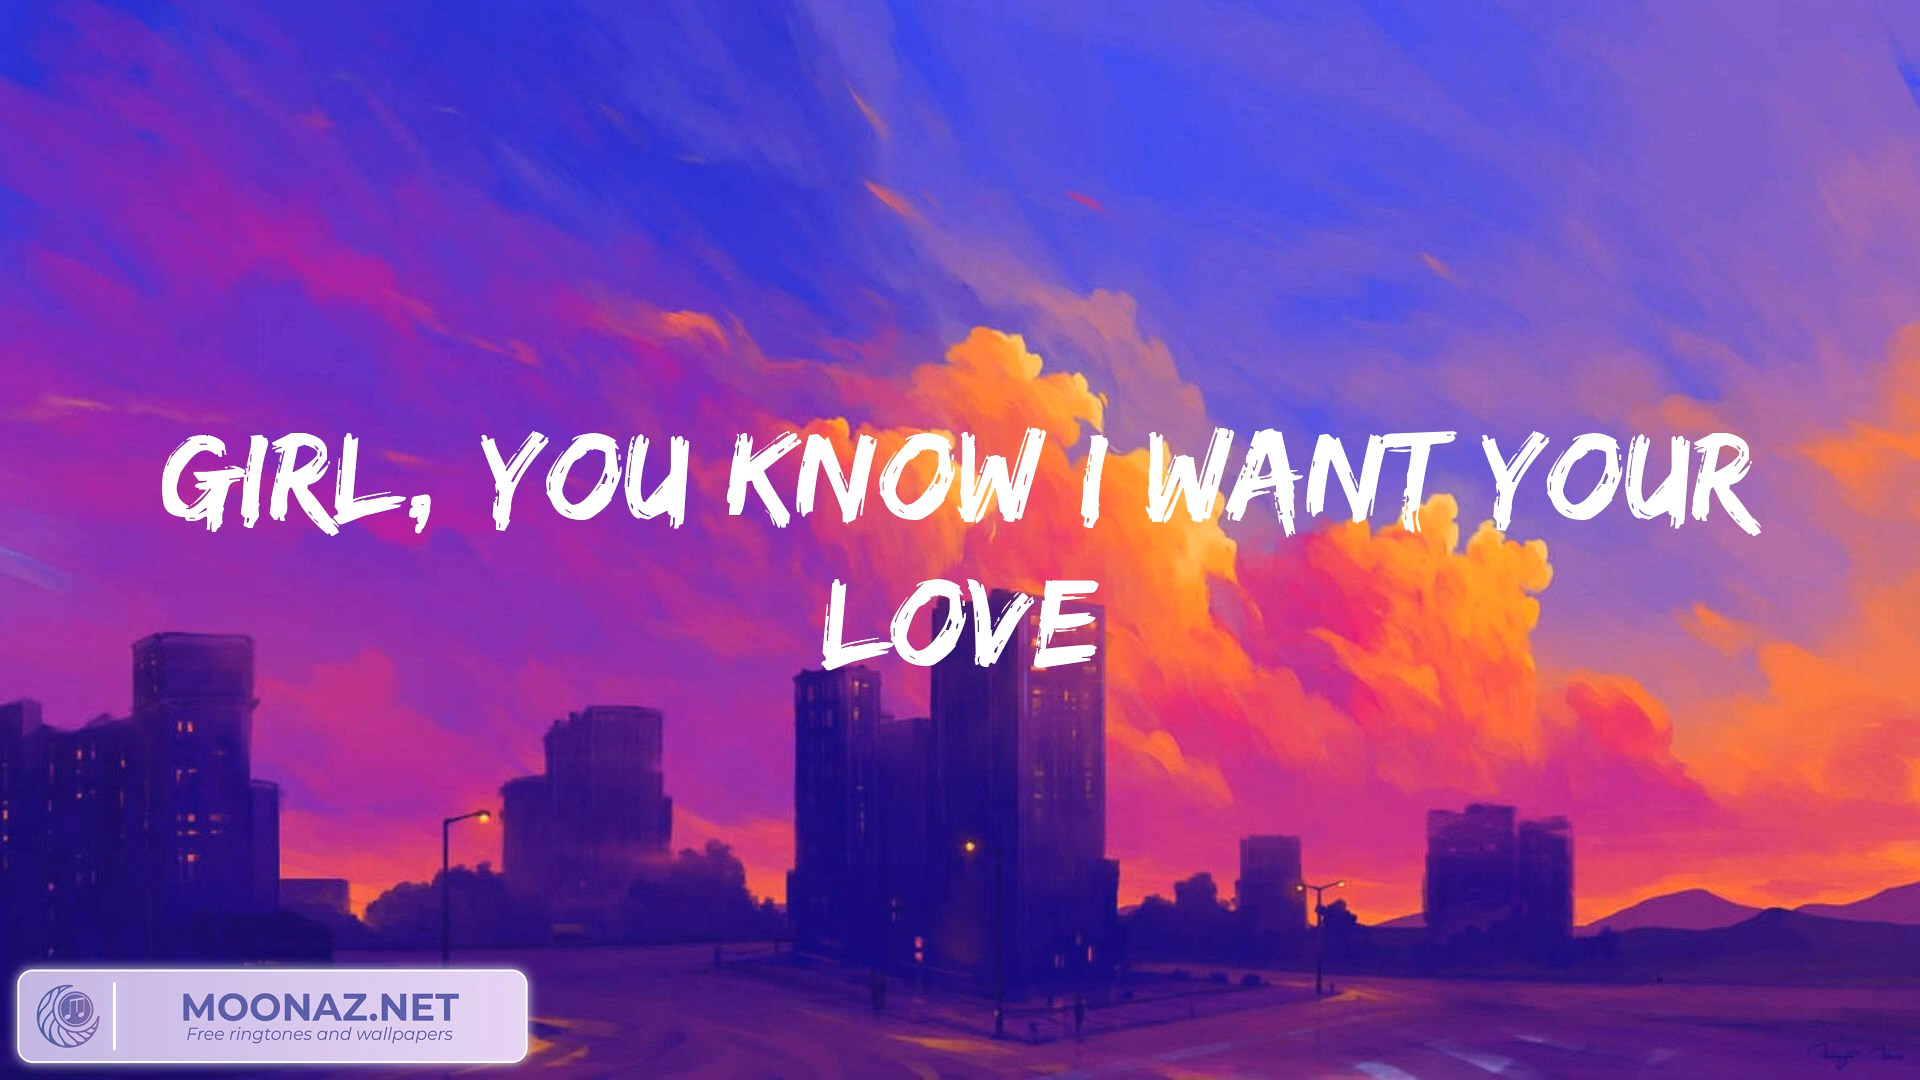 GIRL, YOU KNOW I WANT YOUR
LOVE
MOONAZ.NET
Free ringtones and wallpapers